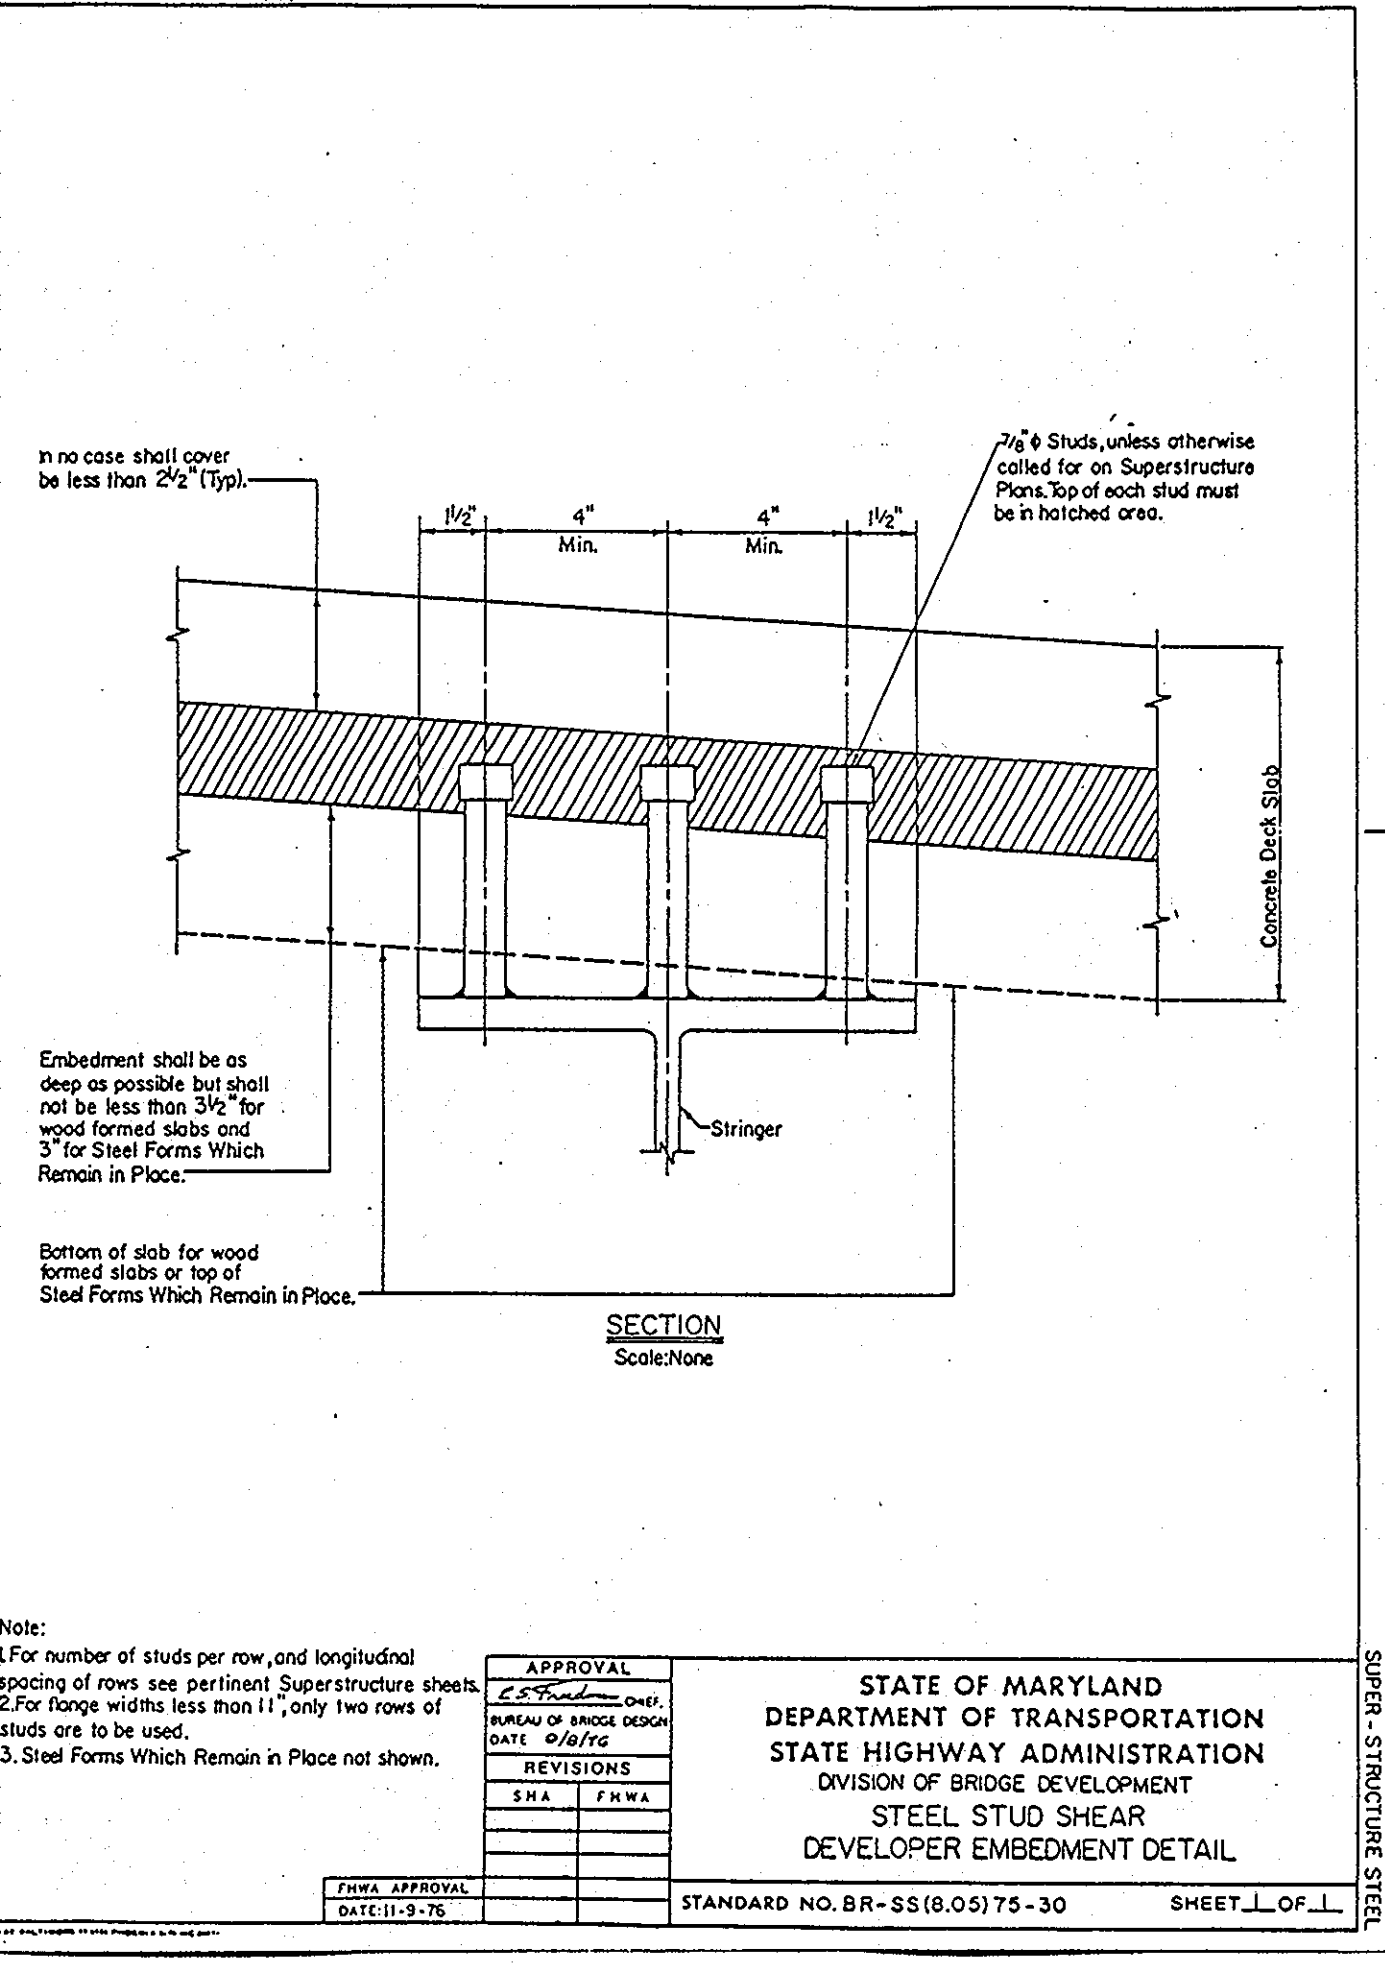 n no case shall cover
be less than 2 1/2" (Typ).
7/8" φ Studs, unless otherwise
called for on Superstructure
Plans. Top of each stud must
be in hatched area.
1 1/2" 4" 4" 1 1/2"
Min. Min.
Concrete Deck Slab
Embedment shall be as
deep as possible but shall
not be less than 3 1/2" for
wood formed slabs and
3" for Steel Forms Which
Remain in Place.
Stringer
Bottom of slab for wood
formed slabs or top of
Steel Forms Which Remain in Place.
SECTION
Scale: None
Note:
1. For number of studs per row, and longitudinal
spacing of rows see pertinent Superstructure sheets.
2. For flange widths less than 11", only two rows of
studs are to be used.
3. Steel Forms Which Remain in Place not shown.
APPROVAL
CHIEF,
BUREAU OF BRIDGE DESIGN
DATE
REVISIONS
SHA FHWA
FHWA APPROVAL
DATE: 11-9-76
STATE OF MARYLAND
DEPARTMENT OF TRANSPORTATION
STATE HIGHWAY ADMINISTRATION
DIVISION OF BRIDGE DEVELOPMENT
STEEL STUD SHEAR
DEVELOPER EMBEDMENT DETAIL
STANDARD NO. BR-SS(8.05)75-30 SHEET 1 OF 1
SUPER-STRUCTURE STEEL